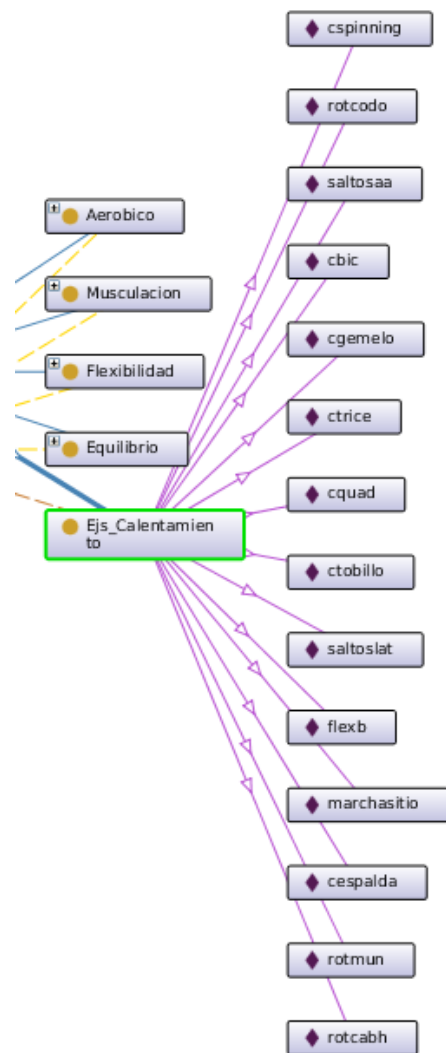 cspinning
rotcodo
saltosaa
Aerobico
cbic
Musculacion
cgemelo
Flexibilidad
ctrice
Equilibrio
cquad
Ejs_Calentamien
to
ctobillo
saltoslat
flexb
marchasitio
cespalda
rotmun
rotcabh